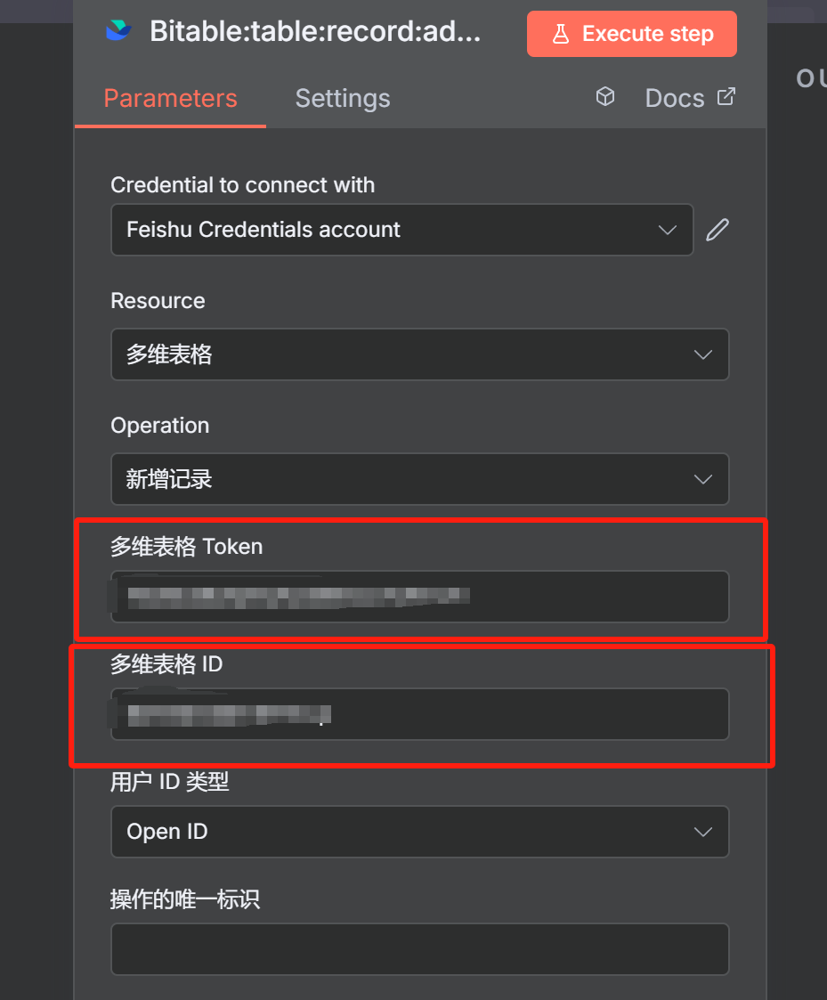 Bitable:table:record:ad...
Execute step
Parameters
Settings
Docs
OU
Credential to connect with
Feishu Credentials account
Resource
多维表格
Operation
新增记录
多维表格 Token
多维表格 ID
用户 ID 类型
Open ID
操作的唯一标识